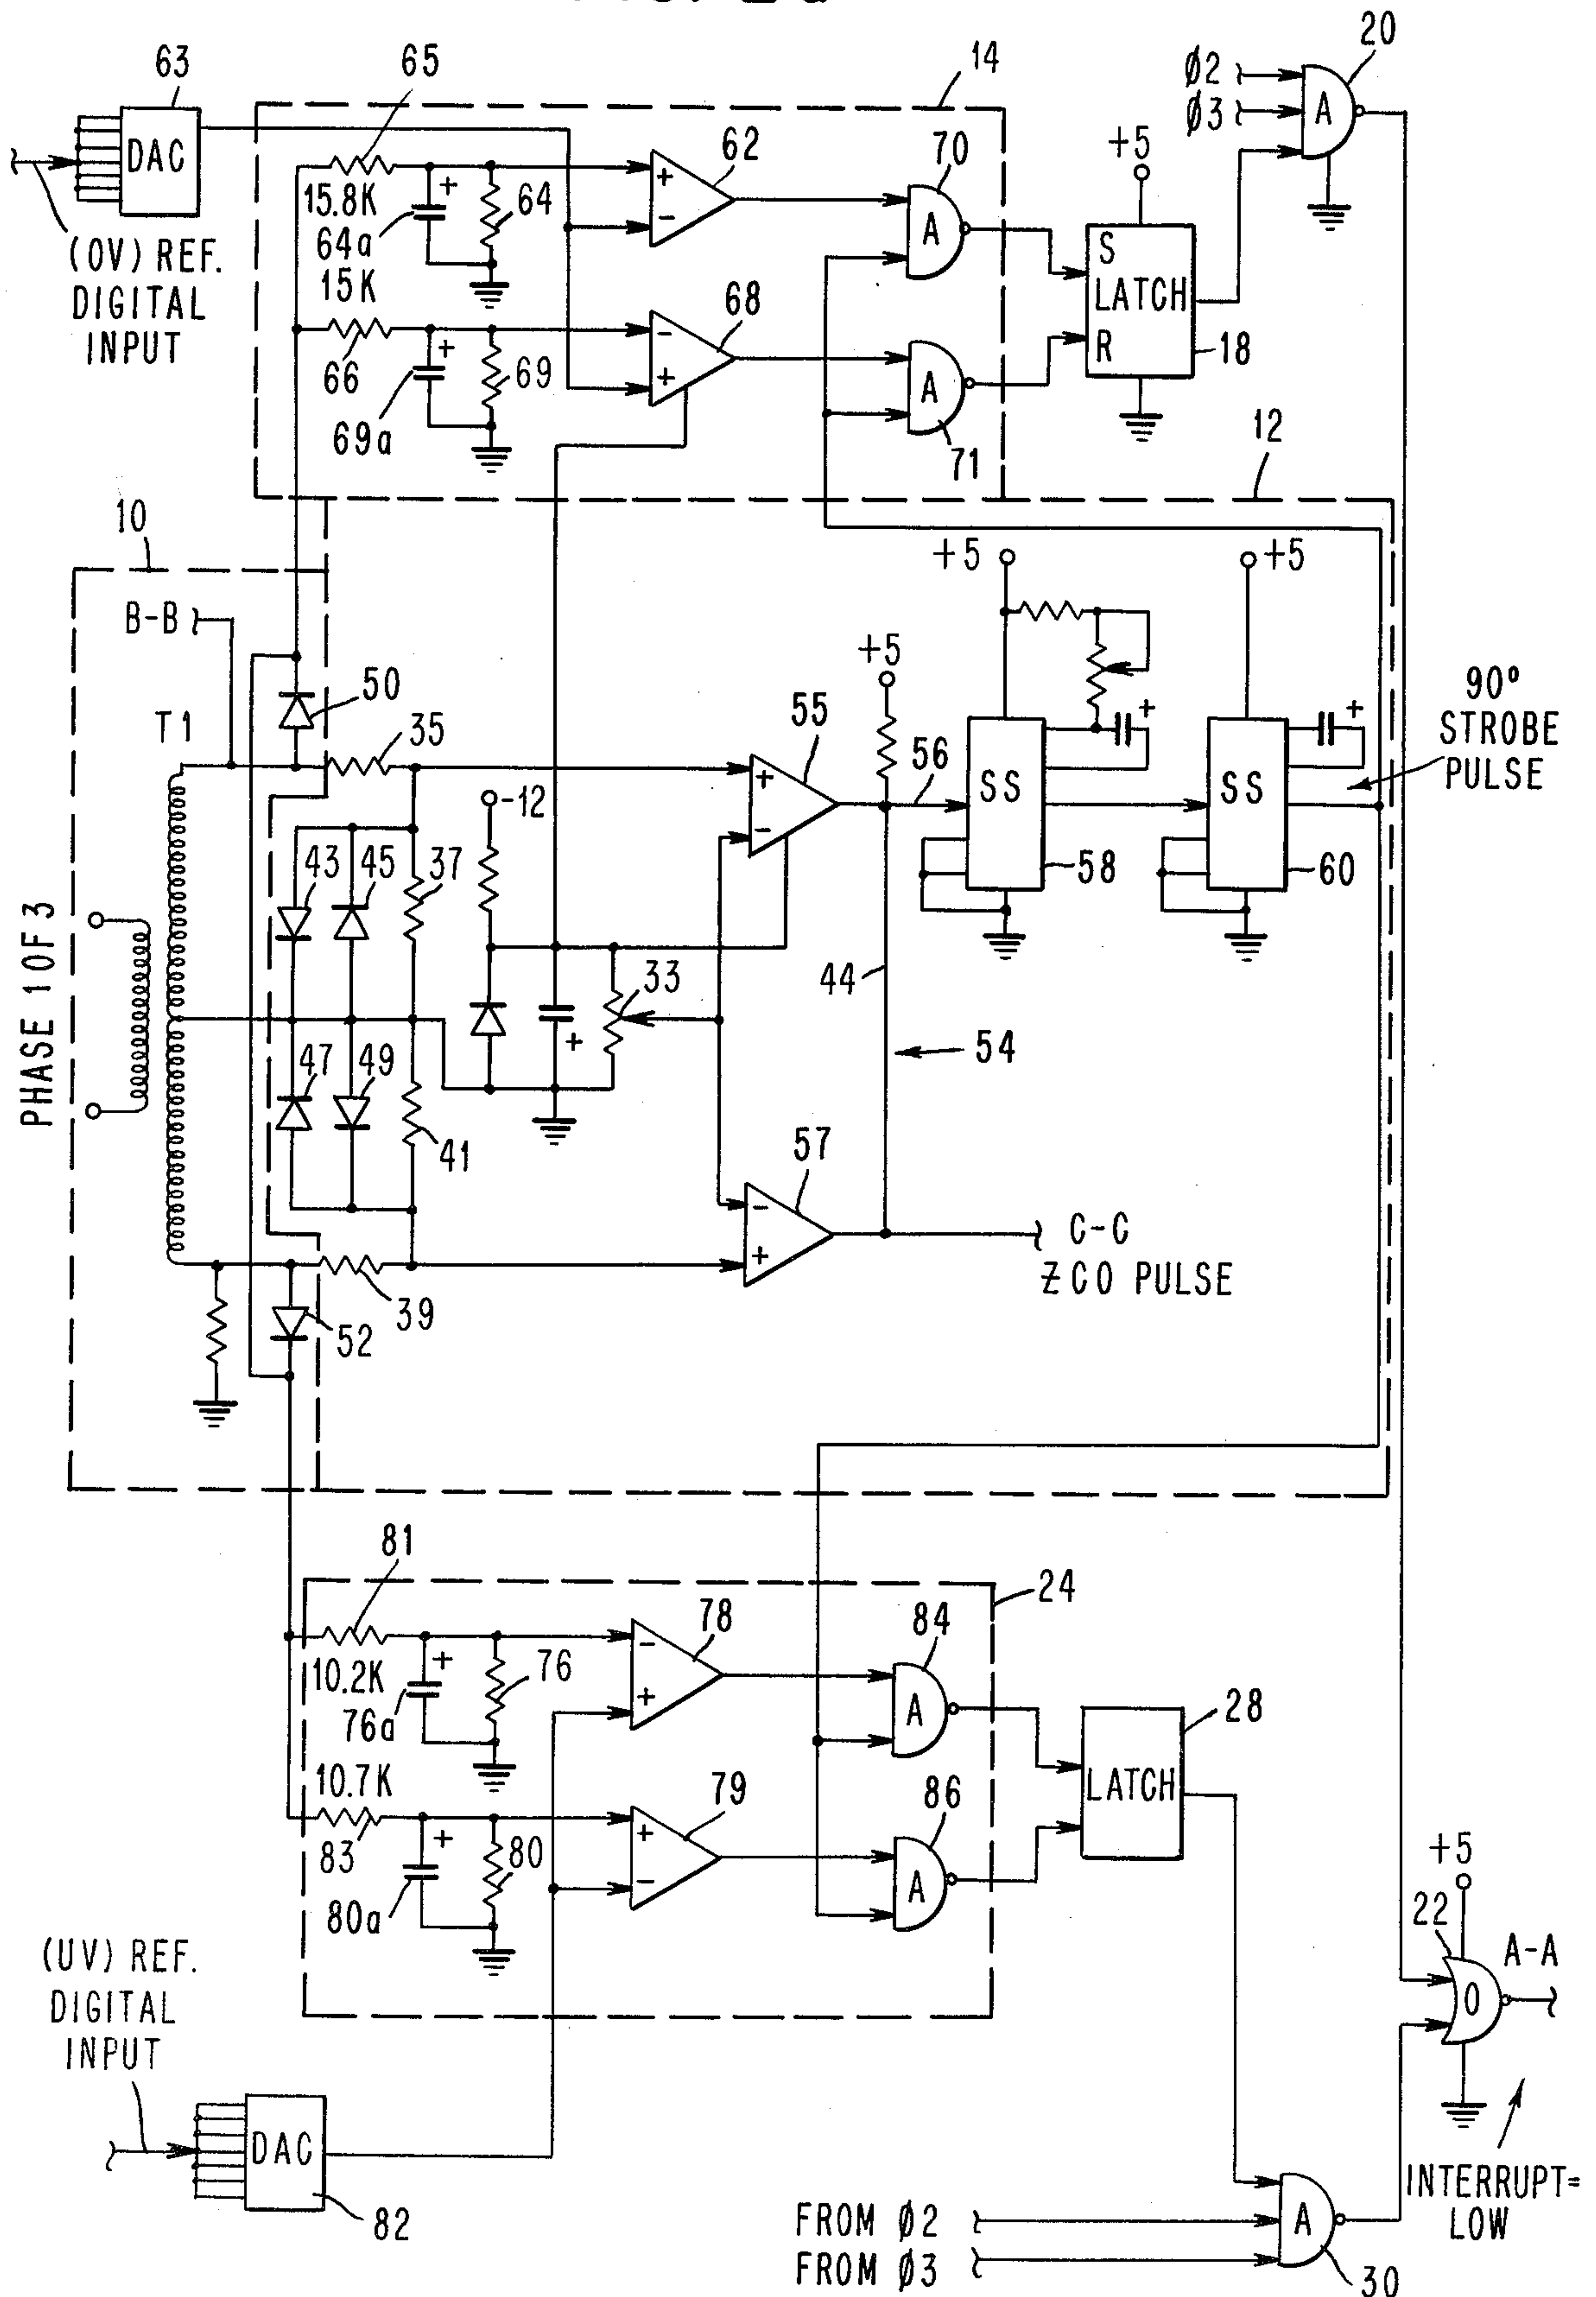 63
65
14
20
Ø2
Ø3
A
DAC
15.8K
64a
64
+
+
-
62
70
A
+5
S
LATCH
R
18
(OV) REF.
DIGITAL
INPUT
15K
66
69a
+
69
-
+
68
A
71
12
10
B-B
T1
50
35
+5
+5
+
+
90°
STROBE
PULSE
55
+
-
+5
56
SS
58
SS
60
-12
43
45
37
33
+
44
54
PHASE 1 OF 3
47
49
41
57
-
+
C-C
ZCO PULSE
39
52
81
24
10.2K
76a
+
76
-
+
78
84
A
28
LATCH
10.7K
83
80a
+
80
+
-
79
86
A
+5
22
O
A-A
(UV) REF.
DIGITAL
INPUT
DAC
82
INTERRUPT=
LOW
FROM Ø2
FROM Ø3
A
30